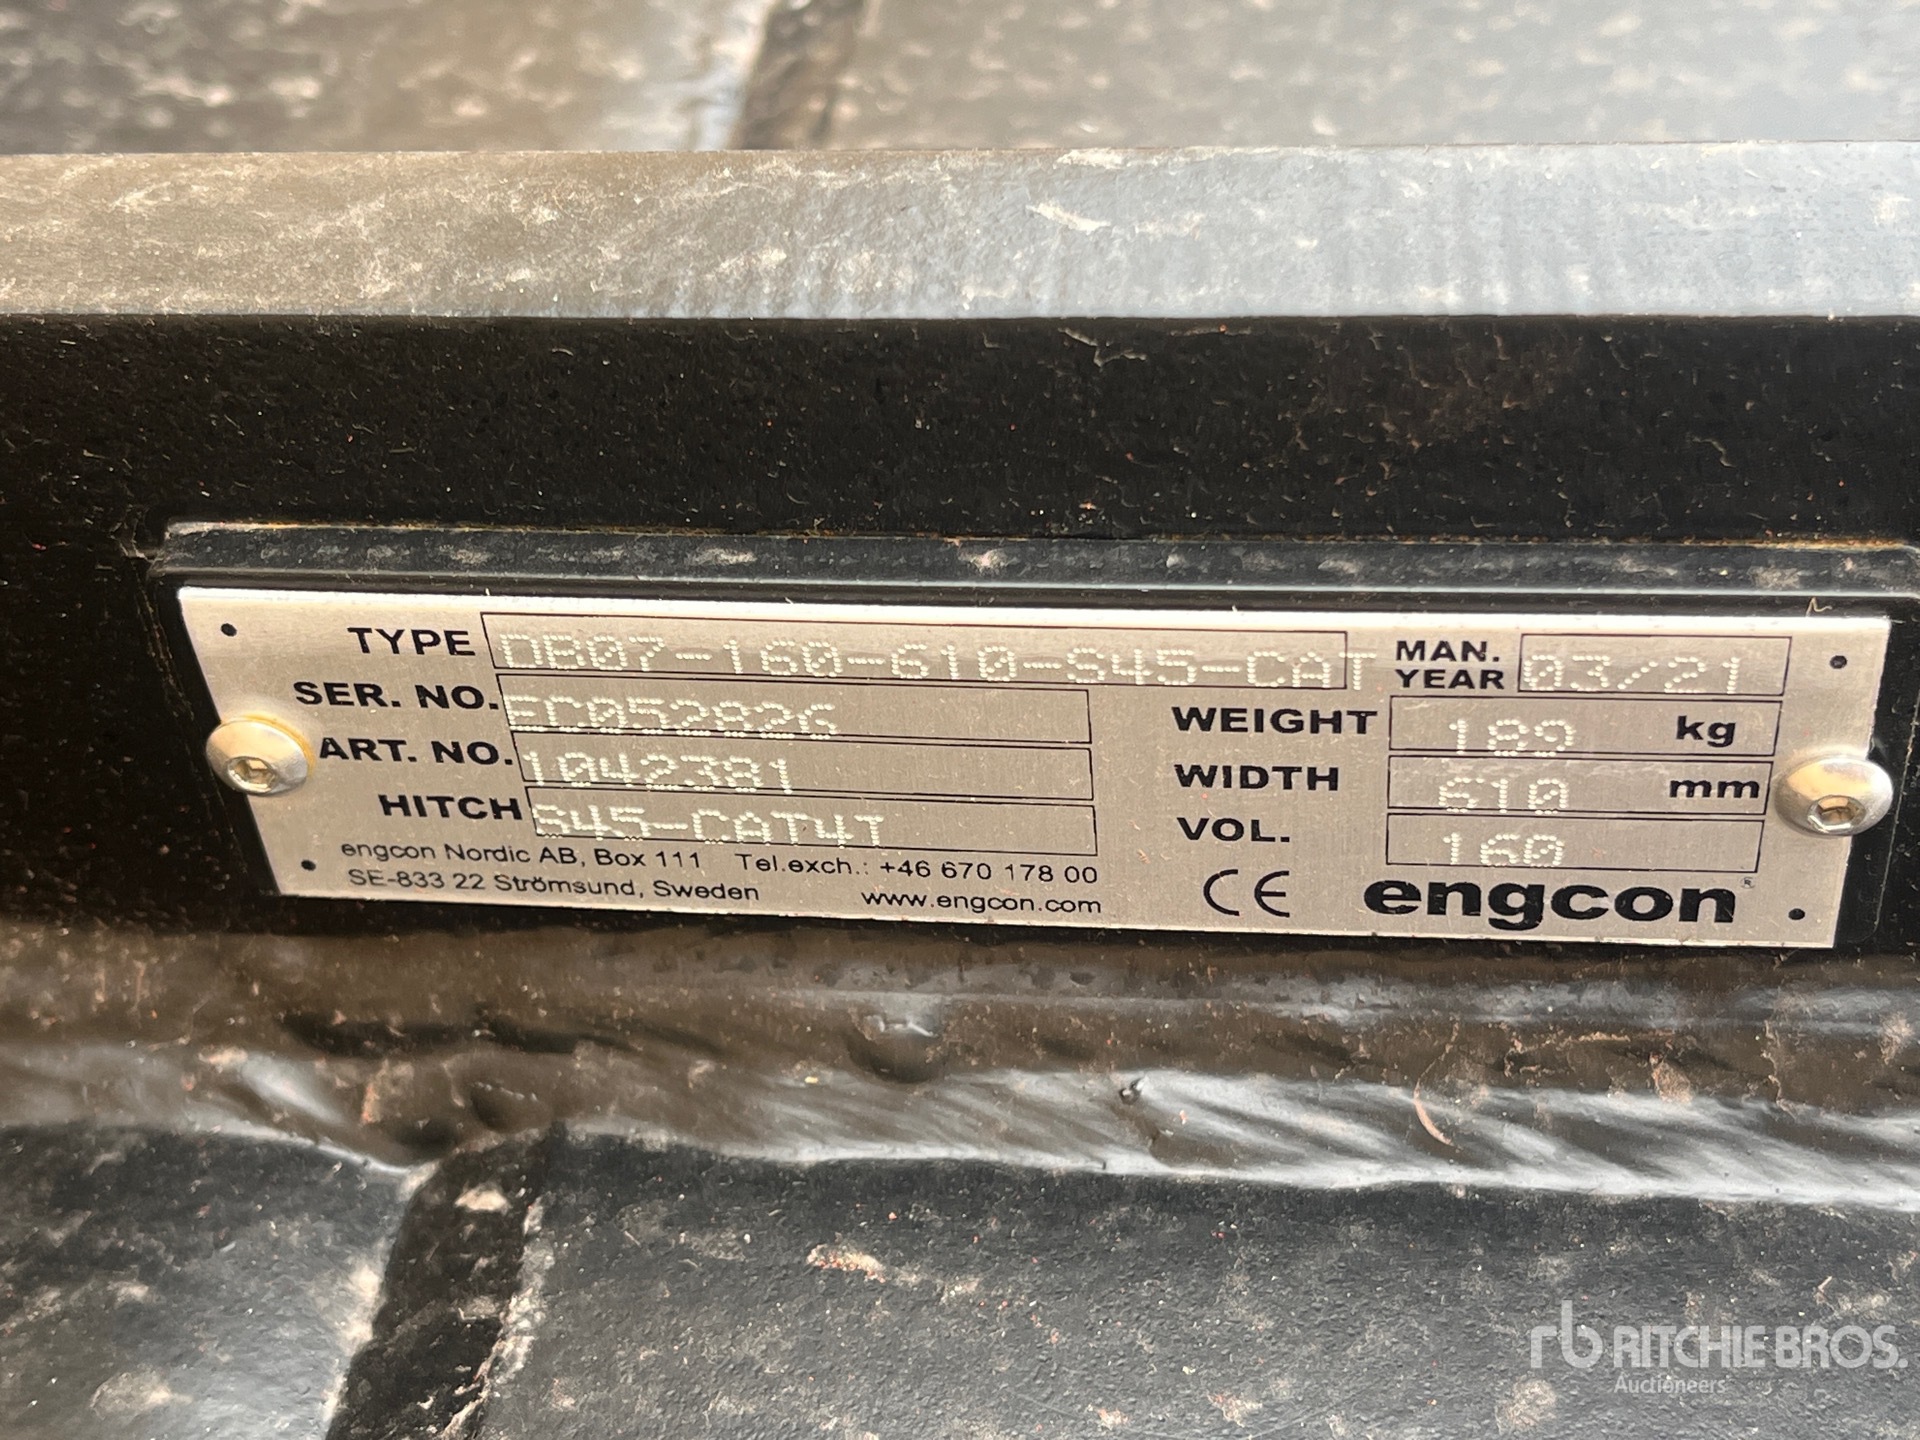 TYPE DB07-160-610-S45-CAT MAN. YEAR 03/21
SER. NO. EC052826 WEIGHT 189 kg
ART. NO. 1042381 WIDTH 610 mm
HITCH S45-CAT4T VOL. 160
engcon Nordic AB, Box 111 Tel.exch.: +46 670 178 00
SE-833 22 Strömsund, Sweden www.engcon.com
CE engcon®
rb RITCHIE BROS.
Auctioneers